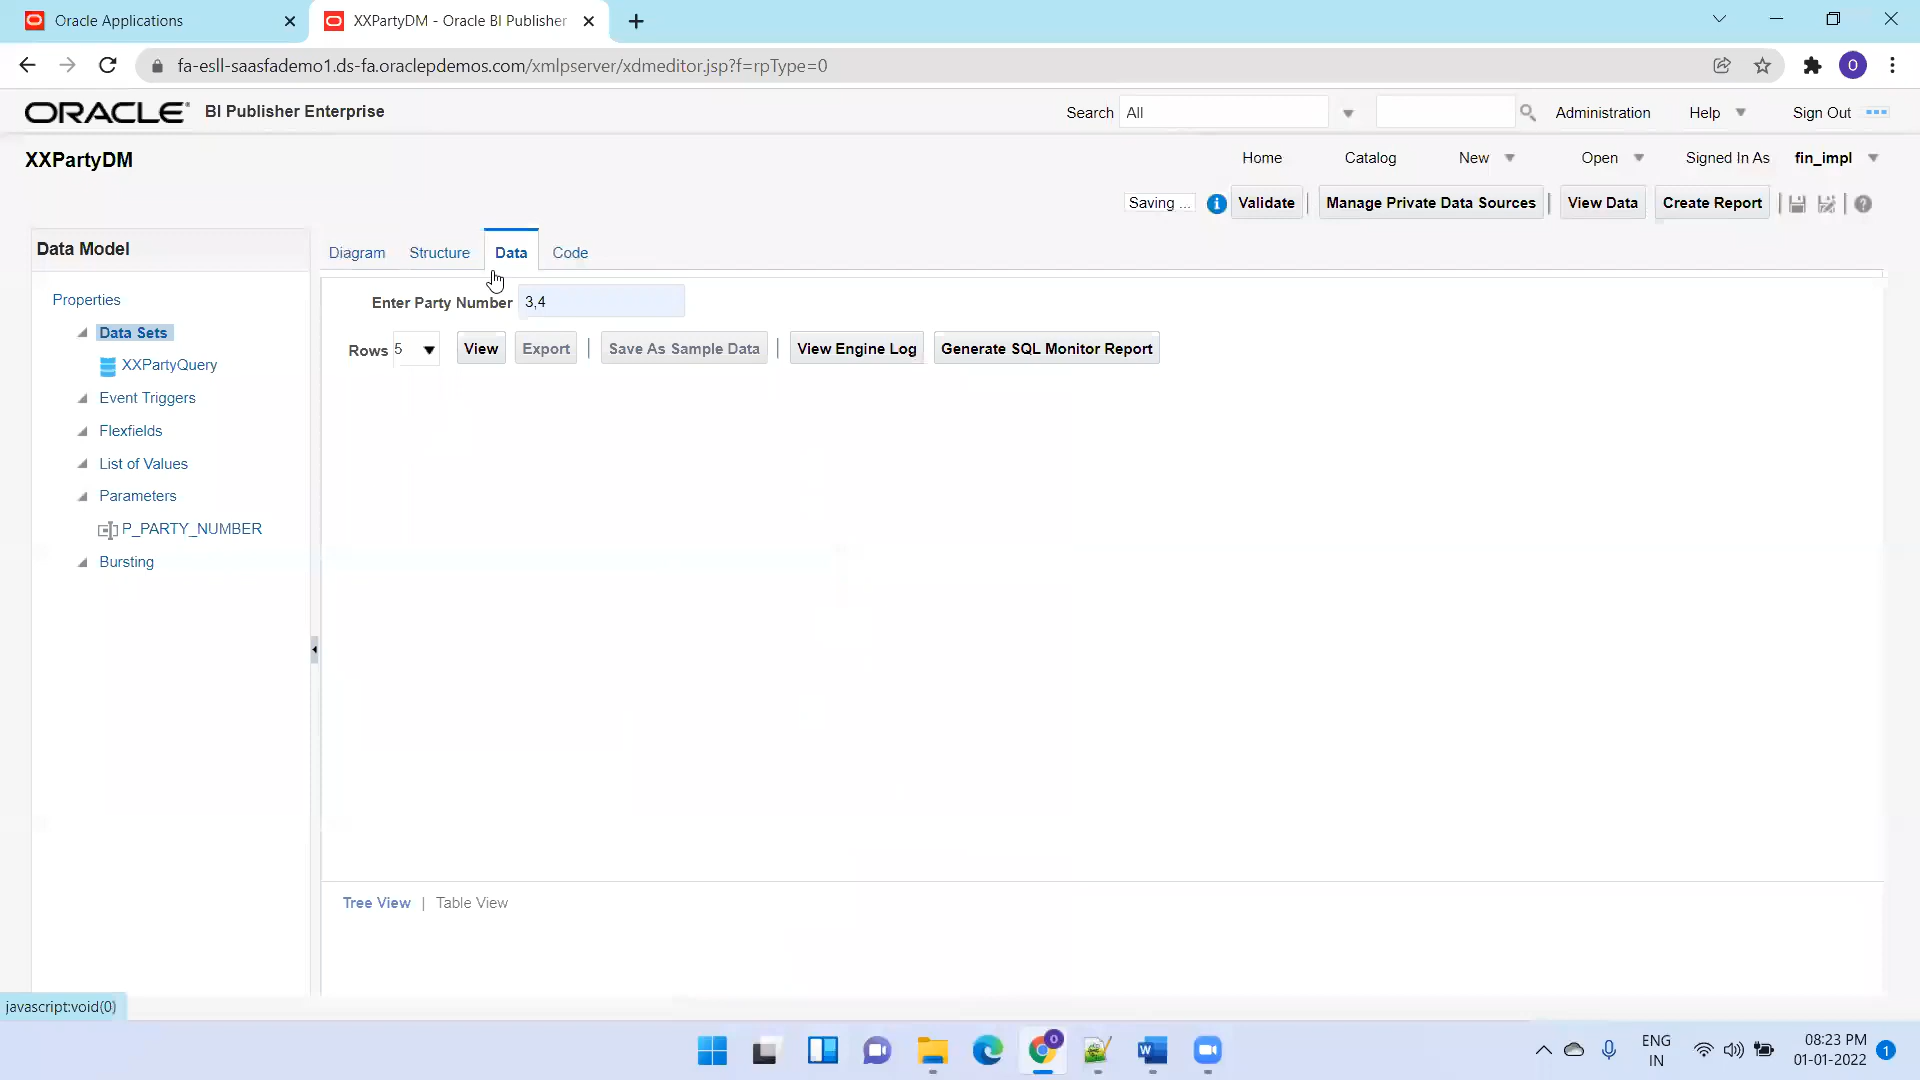 Oracle Applications
XXPartyDM - Oracle BI Publisher
fa-esll-saasfademo1.ds-fa.oraclepdemos.com/xmlpserver/xdmeditor.jsp?f=rpType=0
O
ORACLE BI Publisher Enterprise
Search All
Administration
Help
Sign Out
XXPartyDM
Home
Catalog
New
Open
Signed In As fin_impl
Saving ...
Validate
Manage Private Data Sources
View Data
Create Report
Data Model
Diagram
Structure
Data
Code
Properties
Data Sets
XXPartyQuery
Event Triggers
Flexfields
List of Values
Parameters
P_PARTY_NUMBER
Bursting
Enter Party Number 3,4
Rows 5
View
Export
Save As Sample Data
View Engine Log
Generate SQL Monitor Report
Tree View | Table View
javascript:void(0)
ENG
IN
08:23 PM
01-01-2022
1